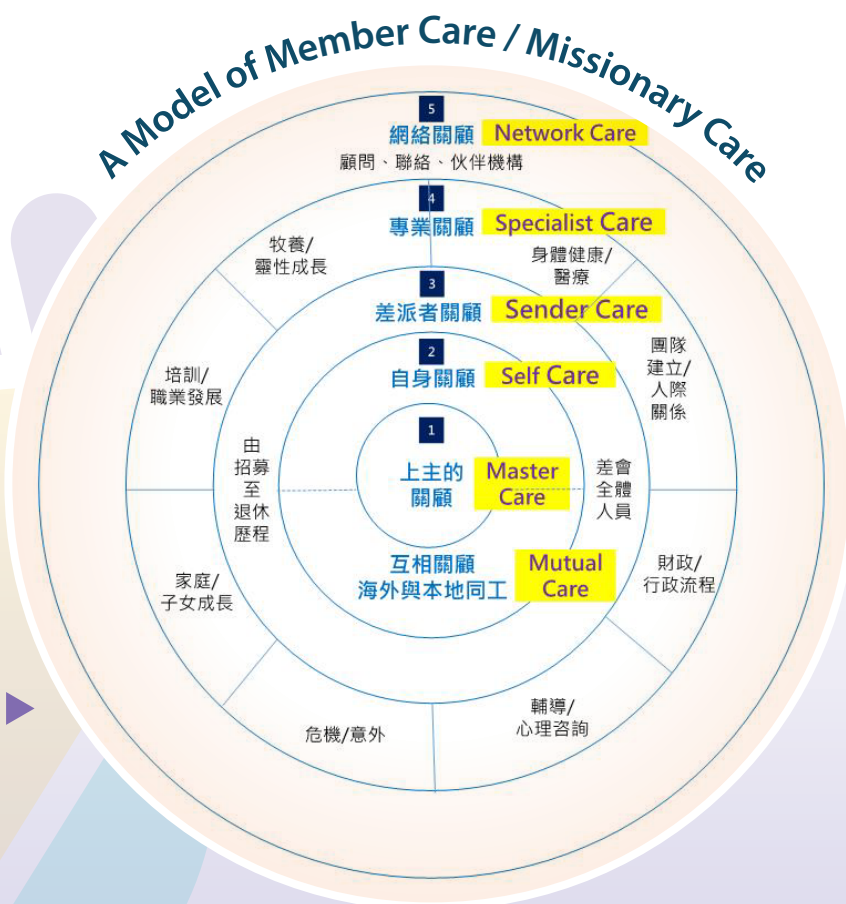 A Model of Member Care / Missionary Care
5
網絡關顧 Network Care
顧問、聯絡、伙伴機構
4
專業關顧 Specialist Care
牧養/
靈性成長
身體健康/
醫療
3
差派者關顧 Sender Care
2
自身關顧 Self Care
培訓/
職業發展
團隊
建立/
人際
關係
1
上主的
關顧
Master
Care
由
招募
至
退休
歷程
差會
全體
人員
互相關顧
海外與本地同工
Mutual
Care
家庭/
子女成長
財政/
行政流程
危機/意外
輔導/
心理咨詢